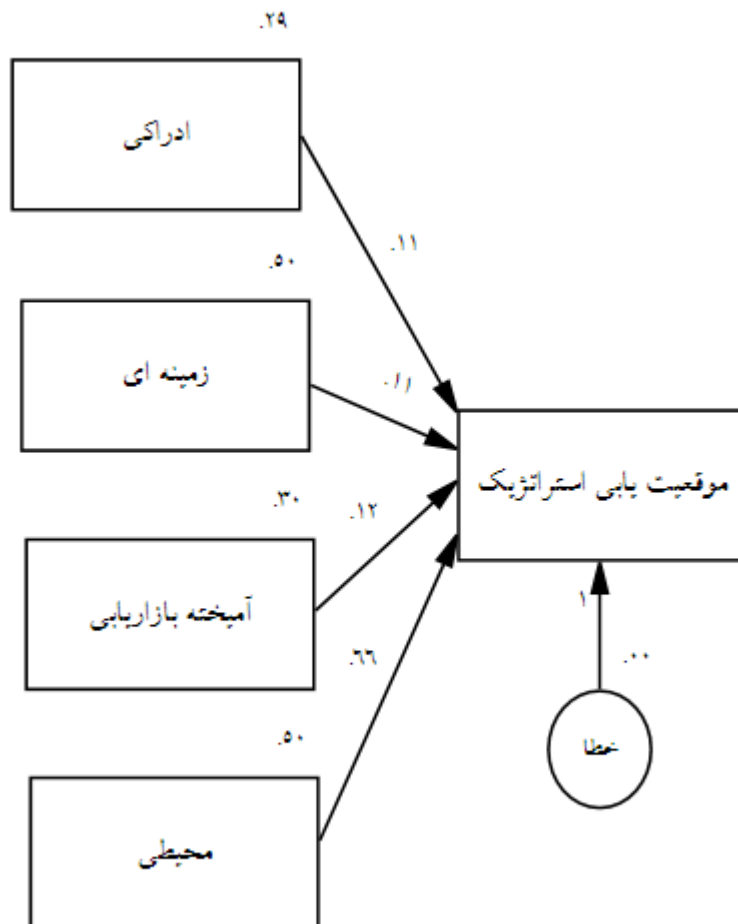 .۲۹
ادراکی
.۱۱
.۵۰
زمینه ای
.۱۱
موقعیت یابی استراتژیک
.۳۰
.۱۲
آمیخته بازاریابی
.٦٦
۱
.۰۰
.۵۰
خطا
محیطی